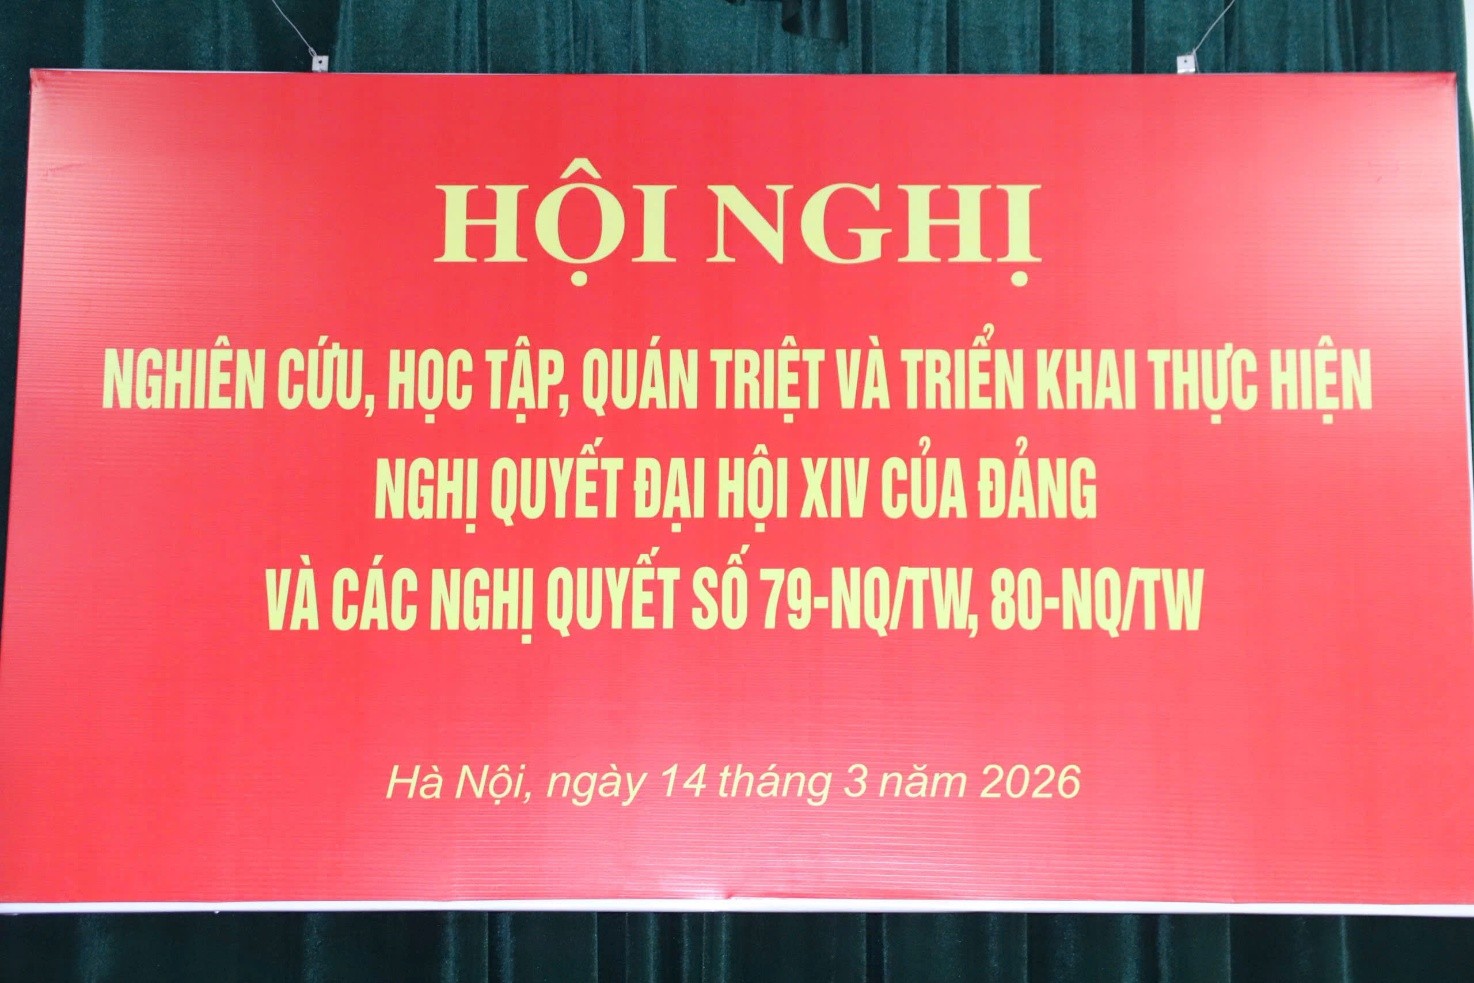 HỘI NGHỊ
NGHIÊN CỨU, HỌC TẬP, QUÁN TRIỆT VÀ TRIỂN KHAI THỰC HIỆN
NGHỊ QUYẾT ĐẠI HỘI XIV CỦA ĐẢNG
VÀ CÁC NGHỊ QUYẾT SỐ 79-NQ/TW, 80-NQ/TW
Hà Nội, ngày 14 tháng 3 năm 2026